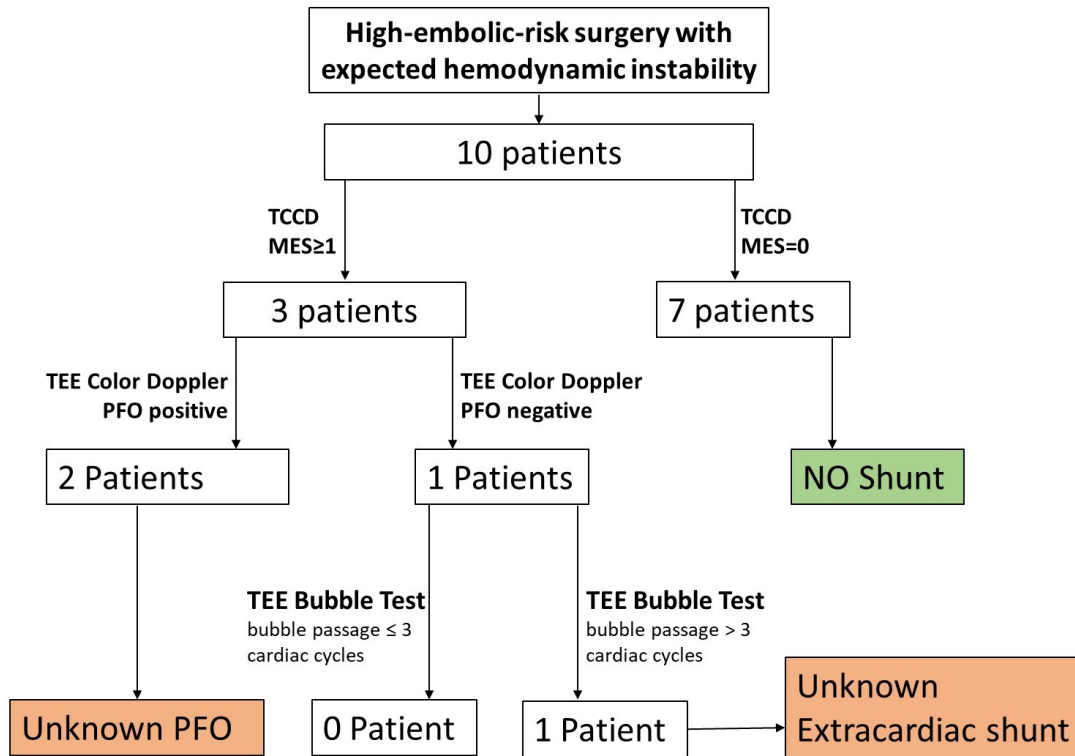 High-embolic-risk surgery with
expected hemodynamic instability
10 patients
TCCD
MES≥1
TCCD
MES=0
3 patients
7 patients
TEE Color Doppler
PFO positive
TEE Color Doppler
PFO negative
2 Patients
1 Patients
NO Shunt
TEE Bubble Test
bubble passage ≤ 3
cardiac cycles
TEE Bubble Test
bubble passage > 3
cardiac cycles
Unknown PFO
0 Patient
1 Patient
Unknown
Extracardiac shunt